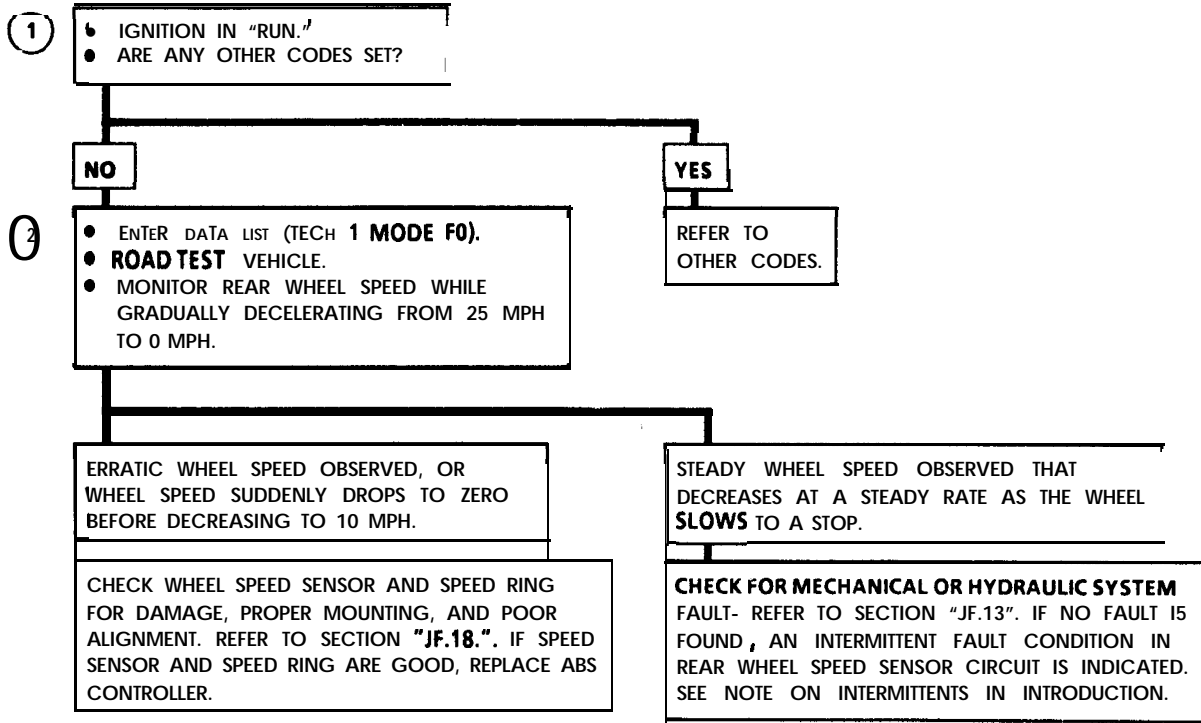 1
● IGNITION IN "RUN."
● ARE ANY OTHER CODES SET?
NO
YES
2
● EnTeR DATA LIST (TECH 1 MODE F0).
● ROAD TEST VEHICLE.
● MONITOR REAR WHEEL SPEED WHILE
GRADUALLY DECELERATING FROM 25 MPH
TO 0 MPH.
REFER TO
OTHER CODES.
ERRATIC WHEEL SPEED OBSERVED, OR
WHEEL SPEED SUDDENLY DROPS TO ZERO
BEFORE DECREASING TO 10 MPH.
STEADY WHEEL SPEED OBSERVED THAT
DECREASES AT A STEADY RATE AS THE WHEEL
SLOWS TO A STOP.
CHECK WHEEL SPEED SENSOR AND SPEED RING
FOR DAMAGE, PROPER MOUNTING, AND POOR
ALIGNMENT. REFER TO SECTION "JF.18.". IF SPEED
SENSOR AND SPEED RING ARE GOOD, REPLACE ABS
CONTROLLER.
CHECK FOR MECHANICAL OR HYDRAULIC SYSTEM
FAULT- REFER TO SECTION "JF.13". IF NO FAULT I5
FOUND, AN INTERMITTENT FAULT CONDITION IN
REAR WHEEL SPEED SENSOR CIRCUIT IS INDICATED.
SEE NOTE ON INTERMITTENTS IN INTRODUCTION.